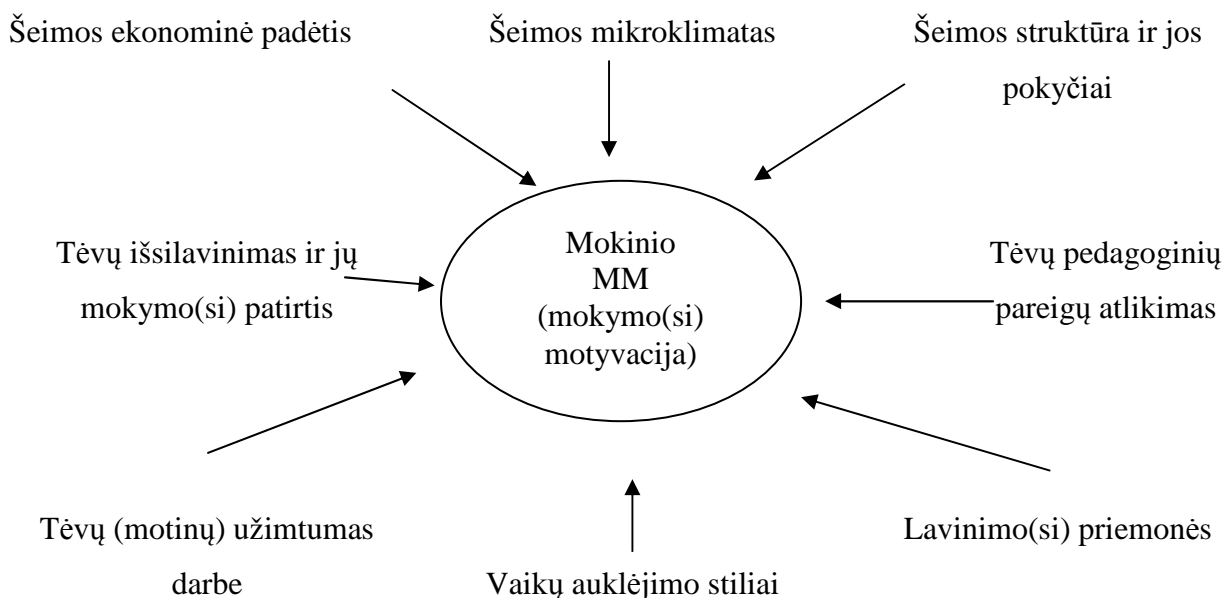 Šeimos ekonominė padėtis
Šeimos mikroklimatas
Šeimos struktūra ir jos
pokyčiai
Tėvų išsilavinimas ir jų
mokymo(si) patirtis
Mokinio
MM
(mokymo(si)
motyvacija)
Tėvų pedagoginių
pareigų atlikimas
Tėvų (motinų) užimtumas
darbe
Vaikų auklėjimo stiliai
Lavinimo(si) priemonės